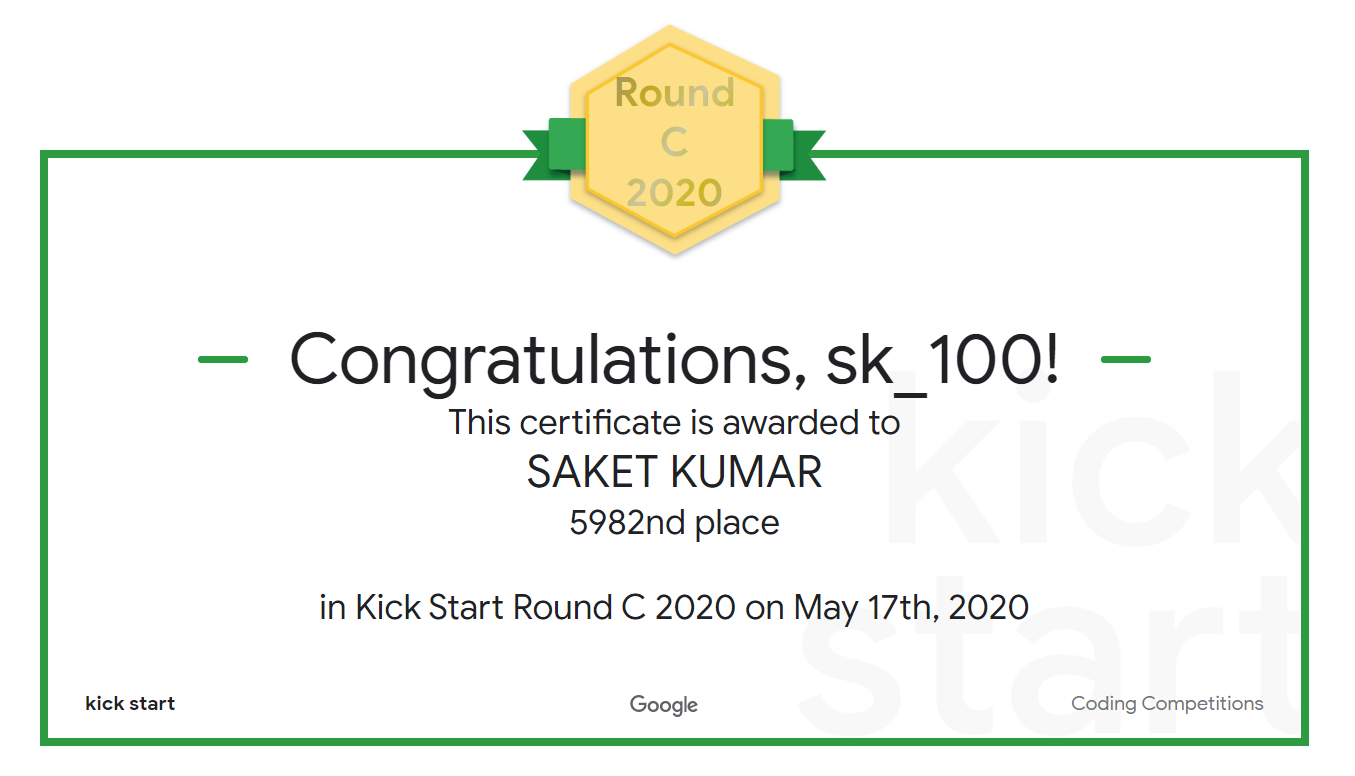 Round
C
2020
Congratulations, sk_100!
This certificate is awarded to
SAKET KUMAR
5982nd place
in Kick Start Round C 2020 on May 17th, 2020
kick
start
kick start
Google
Coding Competitions